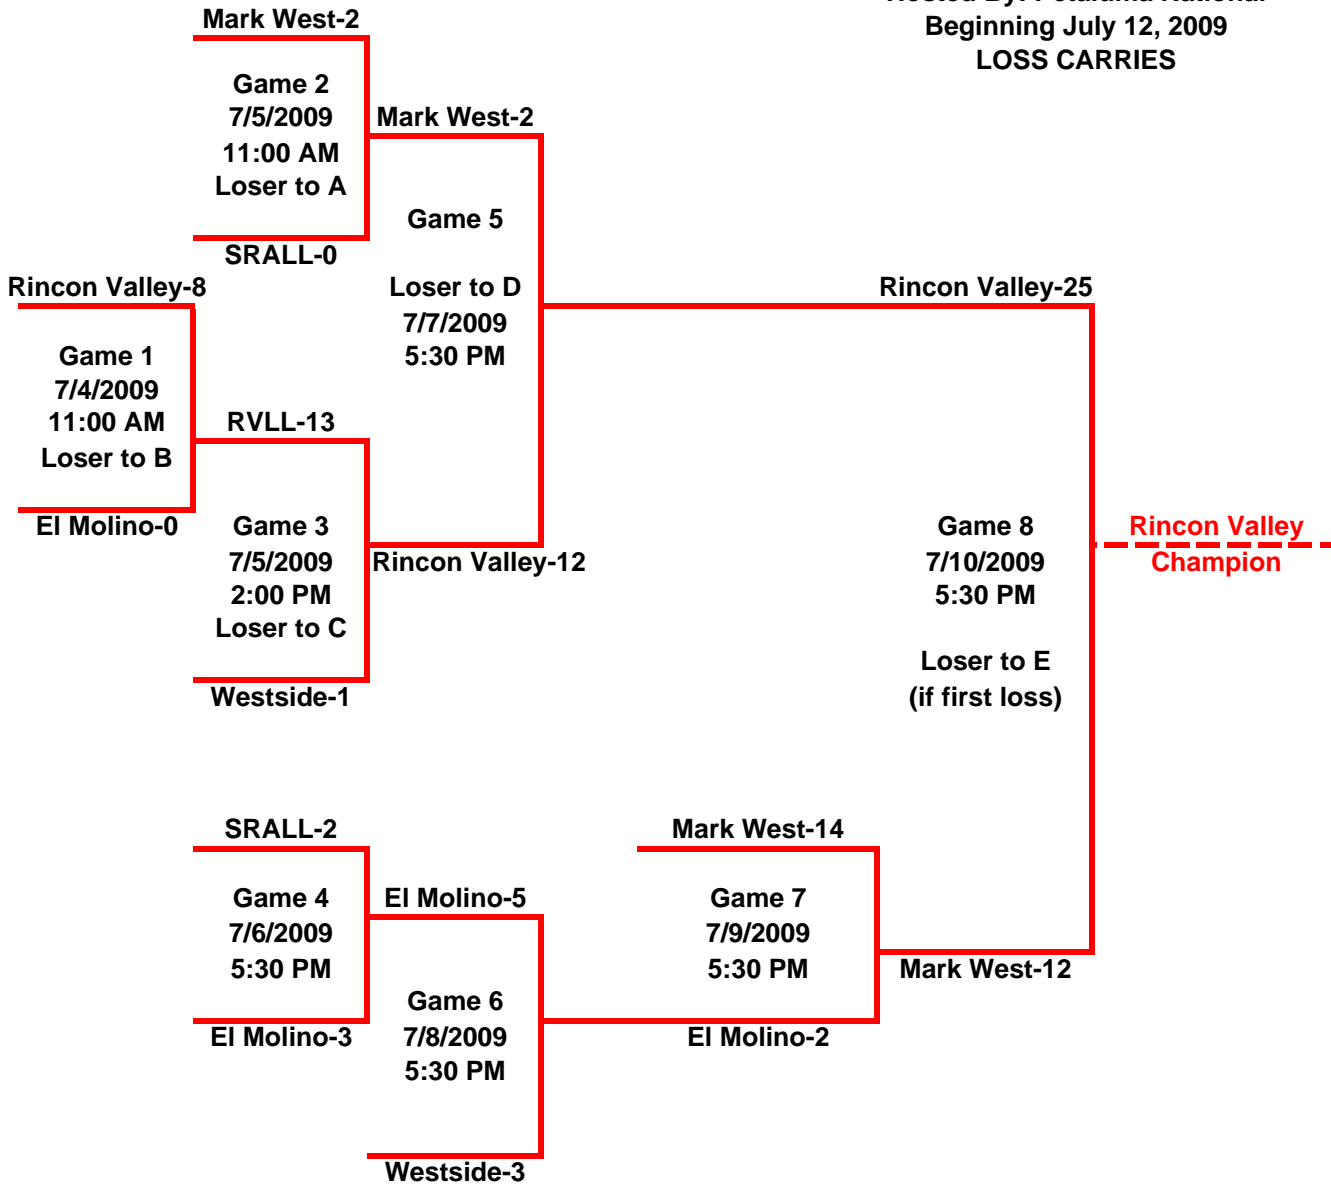 Hosted By: Petaluma National
Beginning July 12, 2009
LOSS CARRIES
Mark West-2
Game 2
7/5/2009
11:00 AM
Loser to A
SRALL-0
Mark West-2
Game 5
Loser to D
7/7/2009
5:30 PM
Rincon Valley-8
Game 1
7/4/2009
11:00 AM
Loser to B
El Molino-0
RVLL-13
Game 3
7/5/2009
2:00 PM
Loser to C
Westside-1
Rincon Valley-12
Rincon Valley-25
Game 8
7/10/2009
5:30 PM
Loser to E
(if first loss)
Rincon Valley
Champion
SRALL-2
Game 4
7/6/2009
5:30 PM
El Molino-3
El Molino-5
Game 6
7/8/2009
5:30 PM
Westside-3
Mark West-14
Game 7
7/9/2009
5:30 PM
El Molino-2
Mark West-12